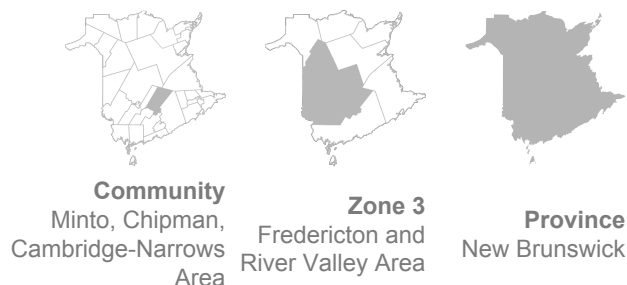 Community
Minto, Chipman,
Cambridge-Narrows
Area
Zone 3
Fredericton and
River Valley Area
Province
New Brunswick